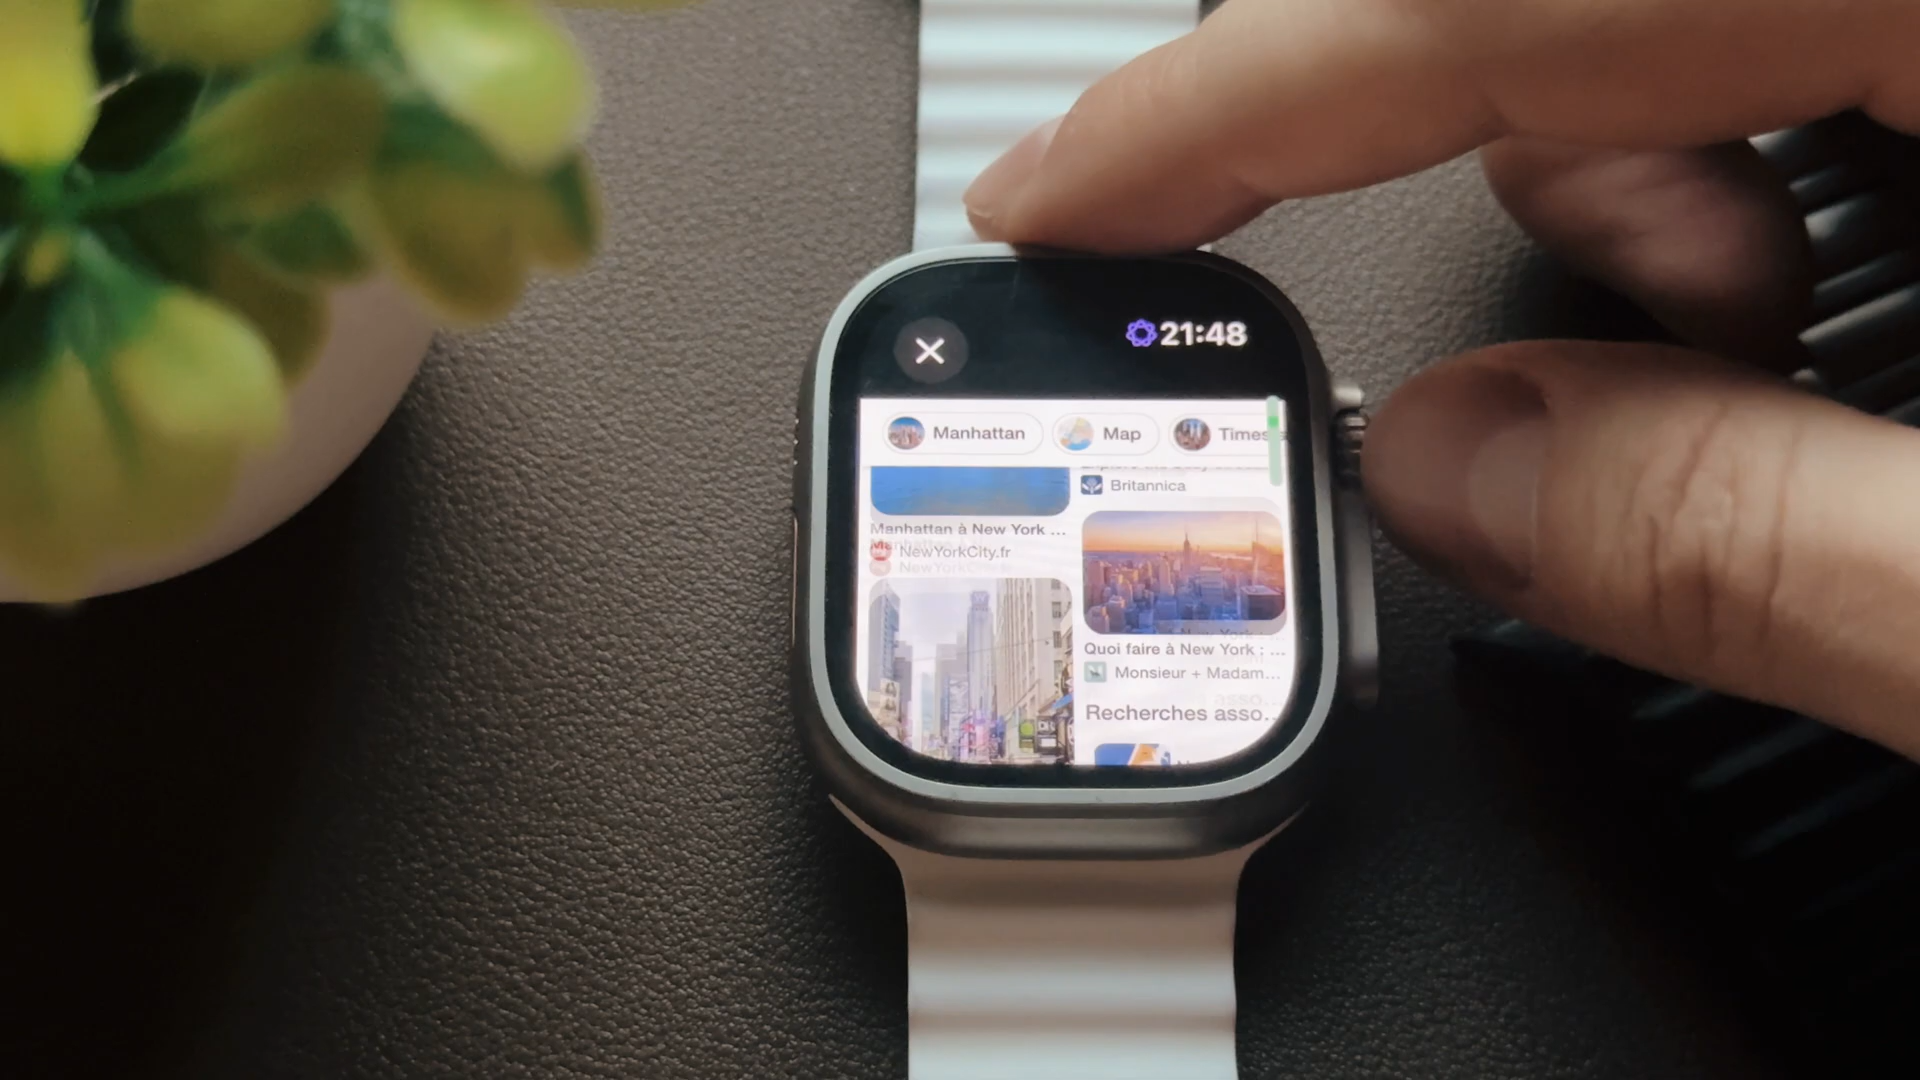 21:48
Manhattan
Map
Times
Britannica
Manhattan à New York ...
NewYorkCity.fr
Quoi faire à New York : ...
Monsieur + Madam...
Recherches asso...